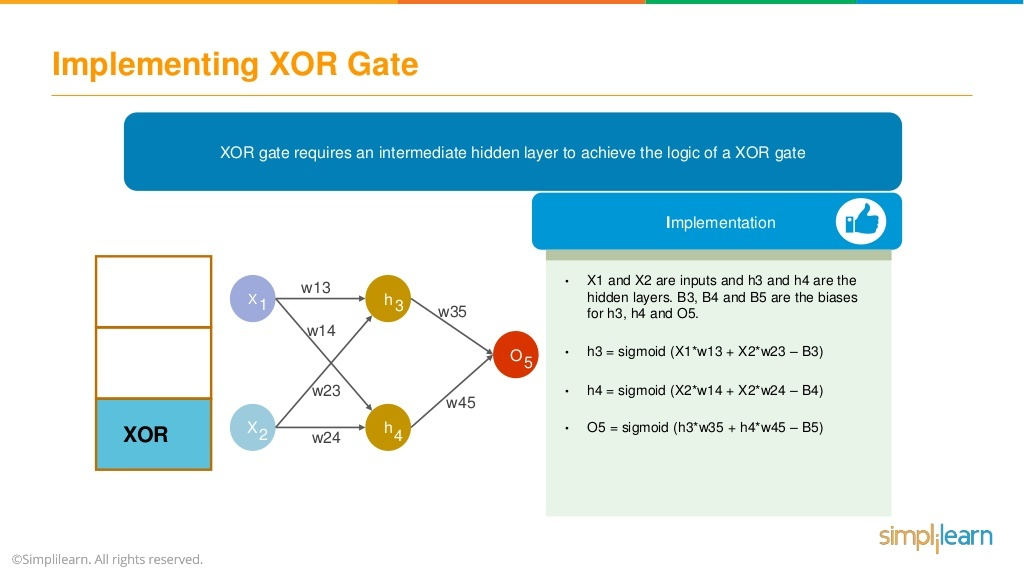 Implementing XOR Gate
XOR gate requires an intermediate hidden layer to achieve the logic of a XOR gate
Implementation
• X1 and X2 are inputs and h3 and h4 are the
hidden layers. B3, B4 and B5 are the biases
for h3, h4 and O5.
• h3 = sigmoid (X1*w13 + X2*w23 – B3)
• h4 = sigmoid (X2*w14 + X2*w24 – B4)
• O5 = sigmoid (h3*w35 + h4*w45 – B5)
XOR
X1
w13
h3
w35
w14
O5
w23
w45
X2
w24
h4
simplilearn
©Simplilearn. All rights reserved.